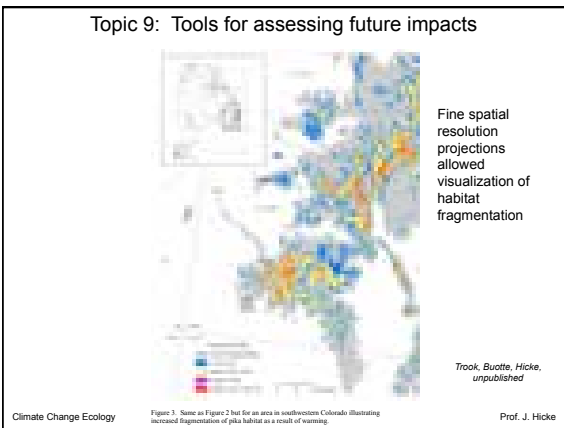 Topic 9: Tools for assessing future impacts
Fine spatial
resolution
projections
allowed
visualization of
habitat
fragmentation
Trook, Buotte, Hicke,
unpublished
Climate Change Ecology
Figure 3. Same as Figure 2 but for an area in southwestern Colorado illustrating
increased fragmentation of pika habitat as a result of warming.
Prof. J. Hicke